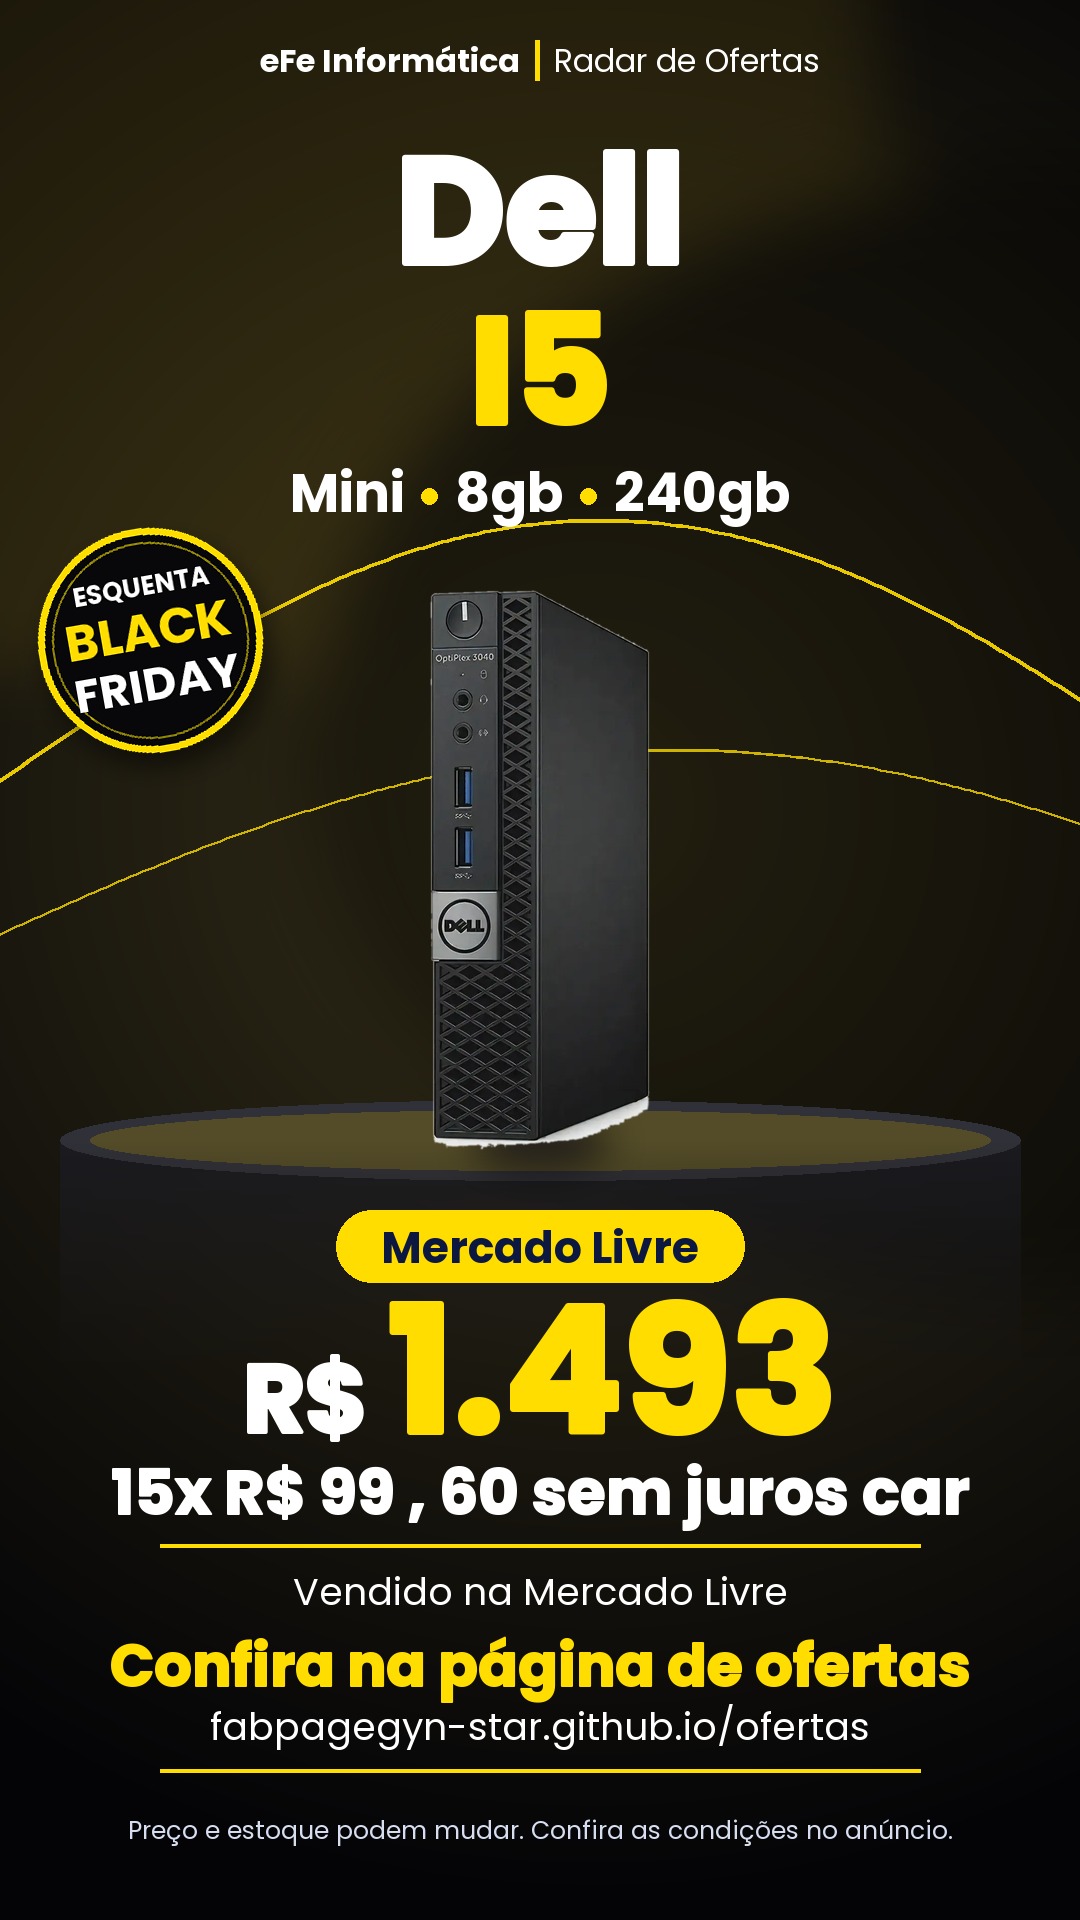 eFe Informática | Radar de Ofertas
Dell
I5
Mini • 8gb • 240gb
ESQUENTA
BLACK
FRIDAY
OptiPlex 3040
DELL
Mercado Livre
R$ 1.493
15x R$ 99 , 60 sem juros car
Vendido na Mercado Livre
Confira na página de ofertas
fabpagegyn-star.github.io/ofertas
Preço e estoque podem mudar. Confira as condições no anúncio.